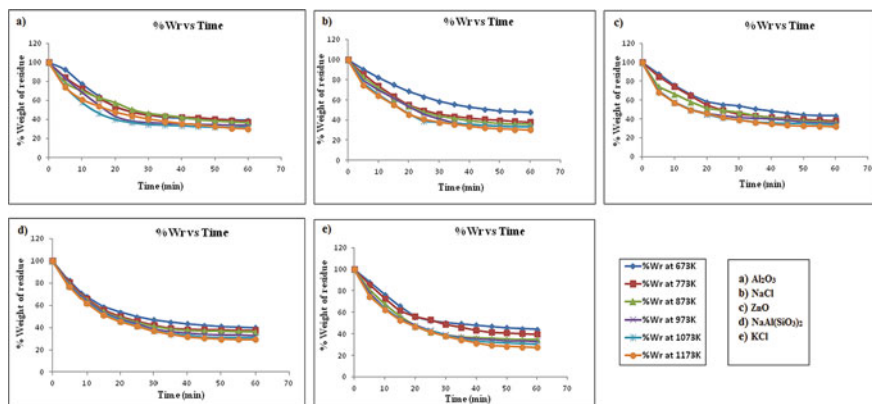 a)
%Wr vs Time
% Weight of residue
120
100
80
60
40
20
0
0 10 20 30 40 50 60 70
Time (min)
b)
%Wr vs Time
% Weight of residue
120
100
80
60
40
20
0
0 10 20 30 40 50 60 70
Time (min)
c)
%Wr vs Time
% Weight of residue
120
100
80
60
40
20
0
0 10 20 30 40 50 60 70
Time (min)
d)
%Wr vs Time
% Weight of residue
120
100
80
60
40
20
0
0 10 20 30 40 50 60 70
Time (min)
e)
%Wr vs Time
% Weight of residue
120
100
80
60
40
20
0
0 10 20 30 40 50 60 70
Time (min)
%Wr at 673K
%Wr at 773K
%Wr at 873K
%Wr at 973K
%Wr at 1073K
%Wr at 1173K
a) Al₂O₃
b) NaCl
c) ZnO
d) NaAl(SiO₃)₂
e) KCl